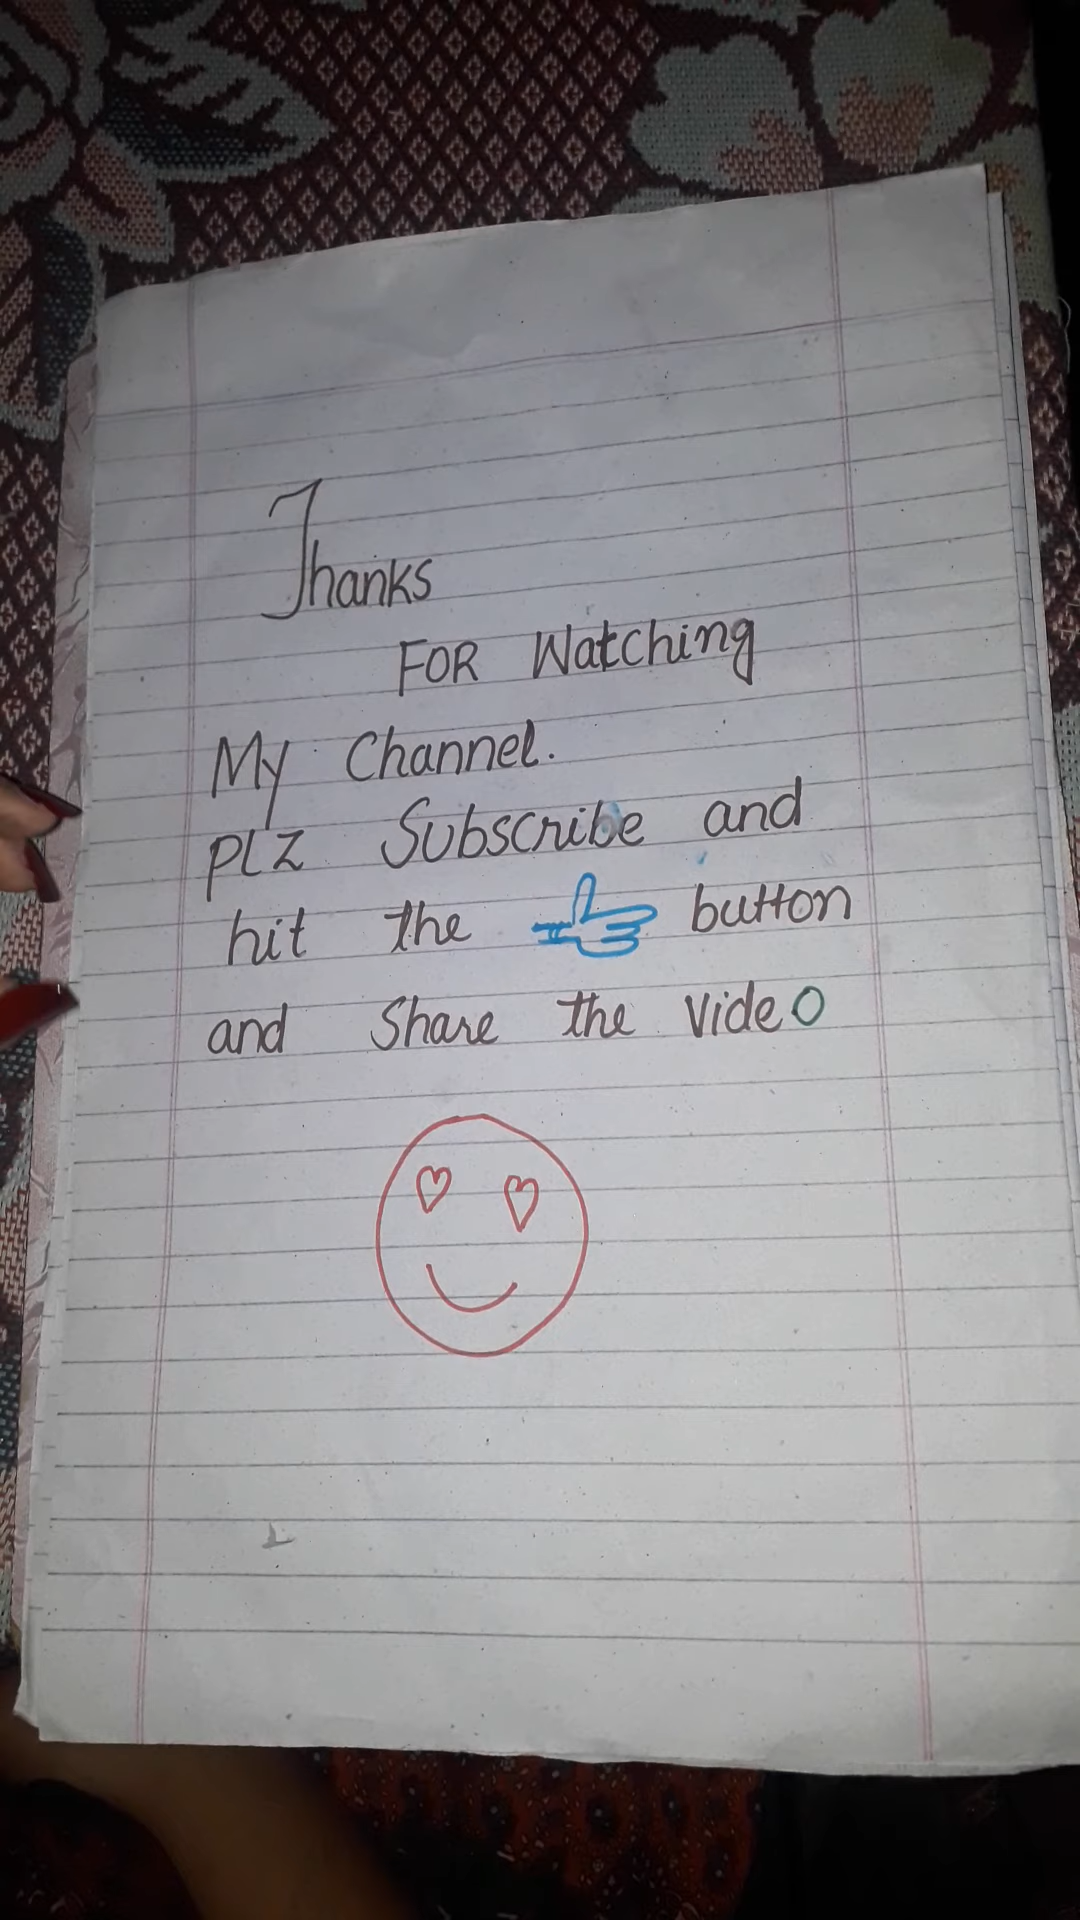 Thanks
FOR Watching
My Channel.
PLZ Subscribe and
hit the button
and Share the video